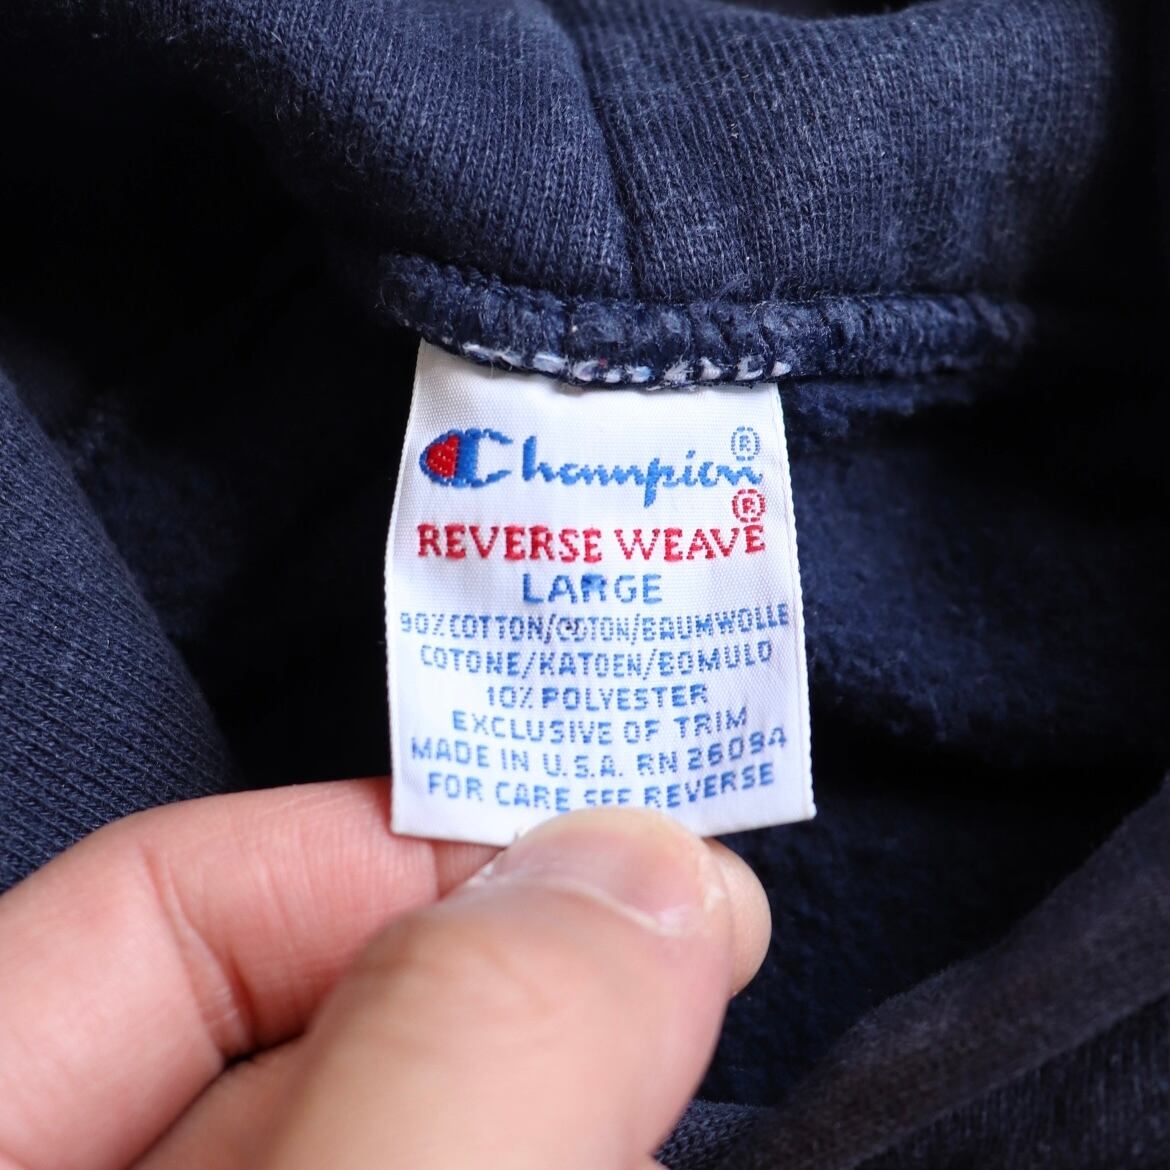 Champion®
REVERSE WEAVE®
LARGE
90% COTTON/COTON/BAUMWOLLE
COTONE/KATOEN/BOMULD
10% POLYESTER
EXCLUSIVE OF TRIM
MADE IN U.S.A. RN 26094
FOR CARE SEE REVERSE